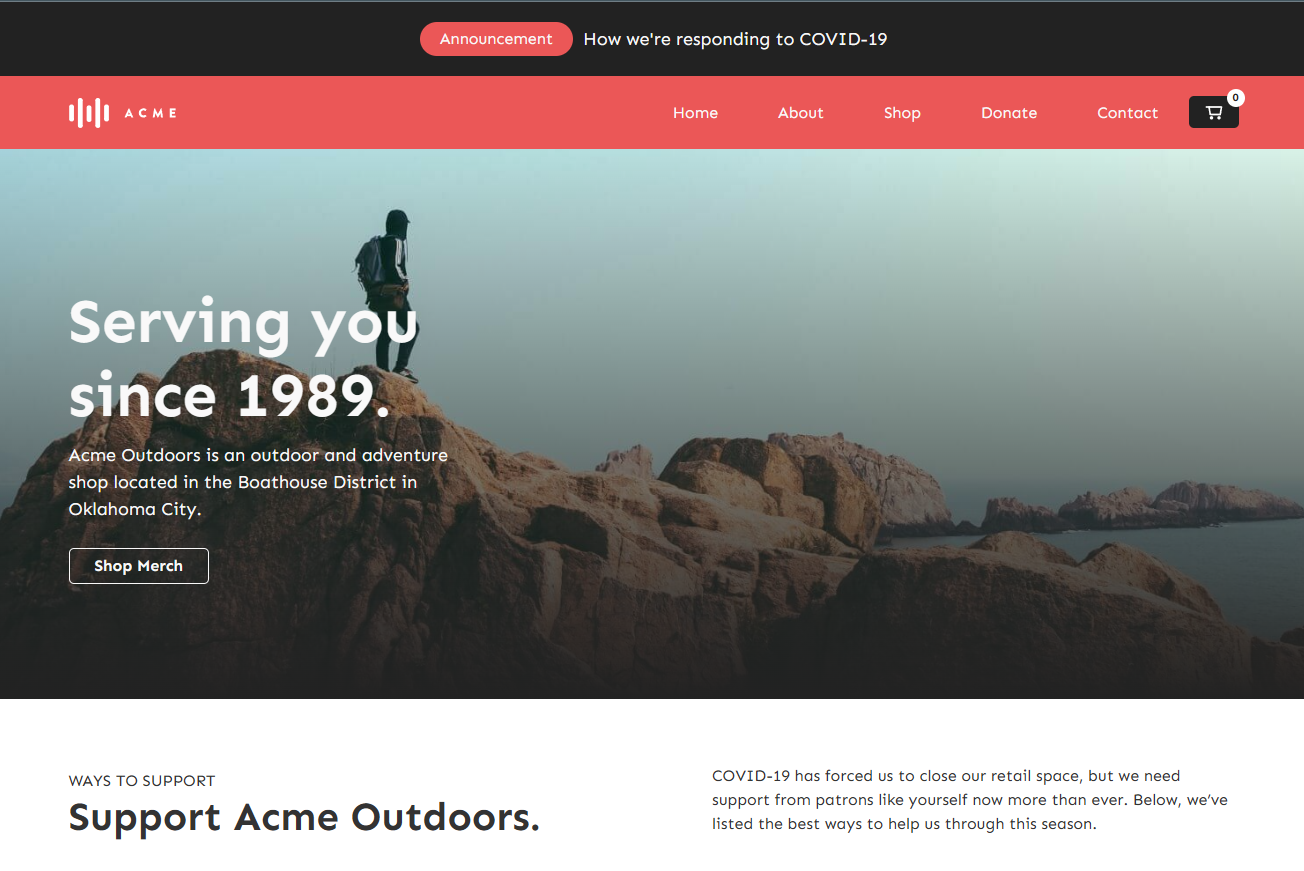 Announcement How we're responding to COVID-19
ACME Home About Shop Donate Contact 0
Serving you
since 1989.
Acme Outdoors is an outdoor and adventure
shop located in the Boathouse District in
Oklahoma City.
Shop Merch
WAYS TO SUPPORT
Support Acme Outdoors.
COVID-19 has forced us to close our retail space, but we need
support from patrons like yourself now more than ever. Below, we’ve
listed the best ways to help us through this season.